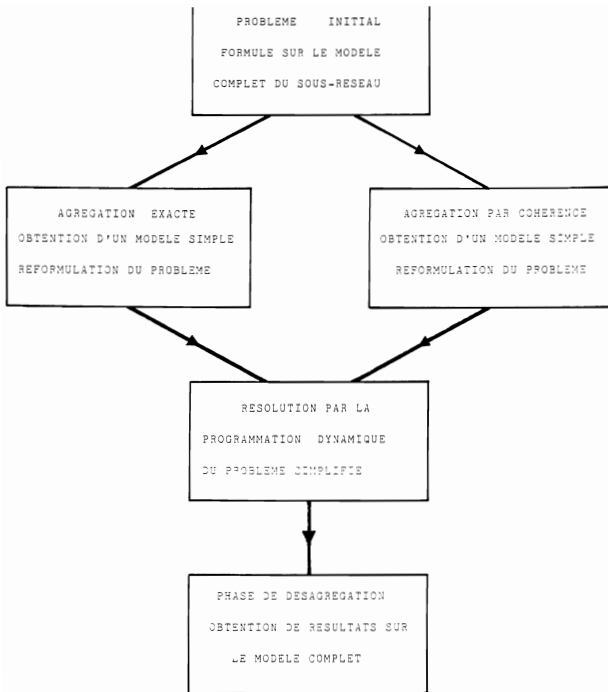 PROBLEME INITIAL
FORMULE SUR LE MODELE
COMPLET DU SOUS-RESEAU
AGREGATION EXACTE
OBTENTION D'UN MODELE SIMPLE
REFORMULATION DU PROBLEME
AGREGATION PAR COHERENCE
OBTENTION D'UN MODELE SIMPLE
REFORMULATION DU PROBLEME
RESOLUTION PAR LA
PROGRAMMATION DYNAMIQUE
DU PROBLEME SIMPLIFIE
PHASE DE DESAGREGATION
OBTENTION DE RESULTATS SUR
LE MODELE COMPLET